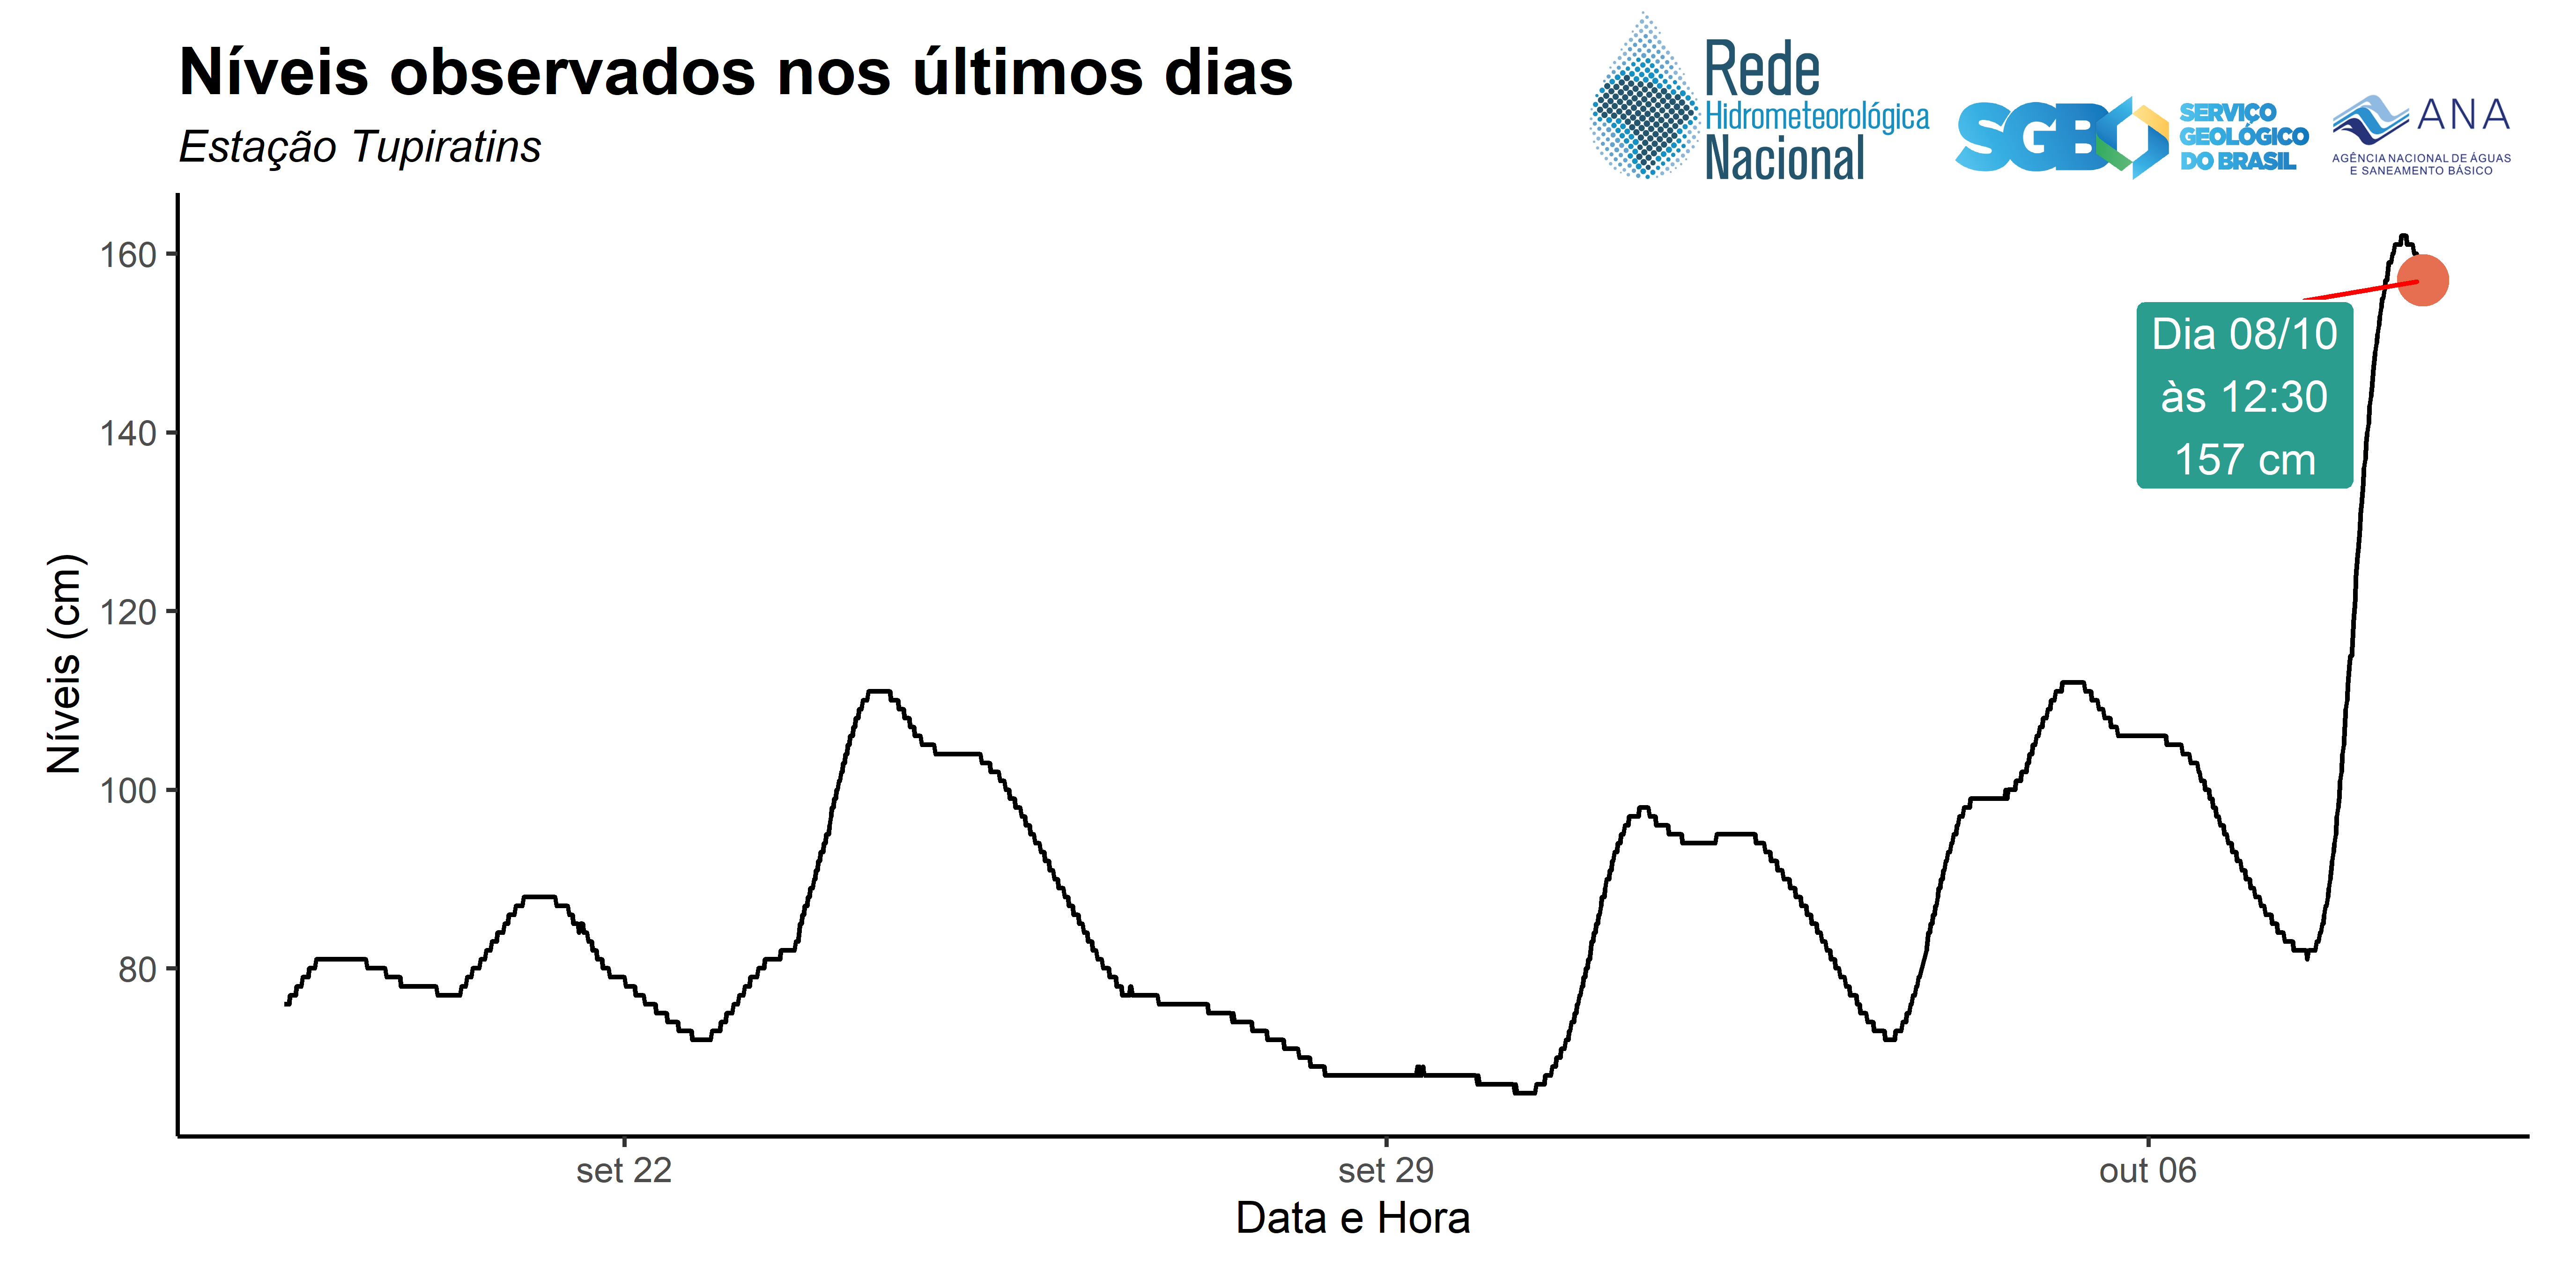 Níveis observados nos últimos dias
Estação Tupiratins
Rede
Hidrometeorológica
Nacional
SGB
SERVIÇO
GEOLÓGICO
DO BRASIL
ANA
AGÊNCIA NACIONAL DE ÁGUAS
E SANEAMENTO BÁSICO
160
140
120
100
80
Níveis (cm)
Dia 08/10
às 12:30
157 cm
set 22
set 29
out 06
Data e Hora